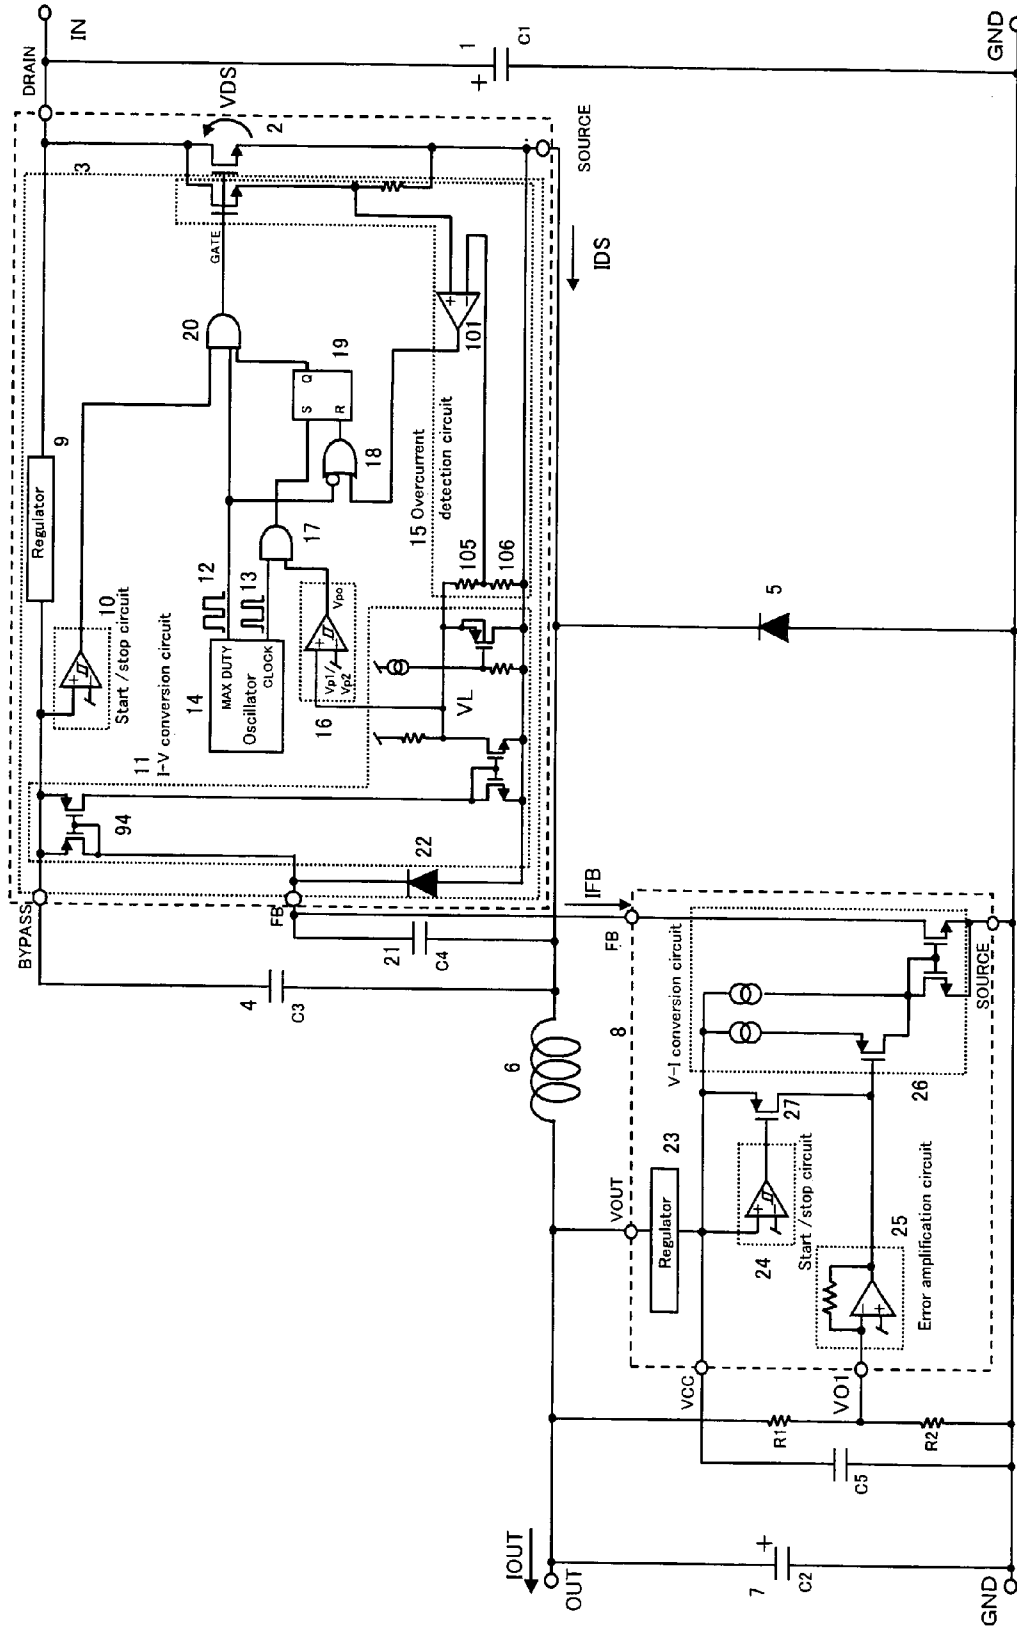 IN
DRAIN
VDS
2
3
1
+
C1
GND
SOURCE
IDS
GATE
20
19
S
Q
R
18
101
+
−
9
Regulator
10
Start/stop circuit
+
−
11
I-V conversion circuit
12
13
14
MAX DUTY
Oscillator
CLOCK
17
15 Overcurrent
detection circuit
16
+
−
Vp1/
Vp2
Vpo
VL
105
106
5
94
22
BYPASS
FB
21
C4
4
C3
IFB
FB
6
8
V-I conversion circuit
SOURCE
26
27
23
VOUT
Regulator
24
Start/stop circuit
+
−
25
Error amplification circuit
−
+
VCC
VO1
R1
R2
C5
IOUT
OUT
7
+
C2
GND